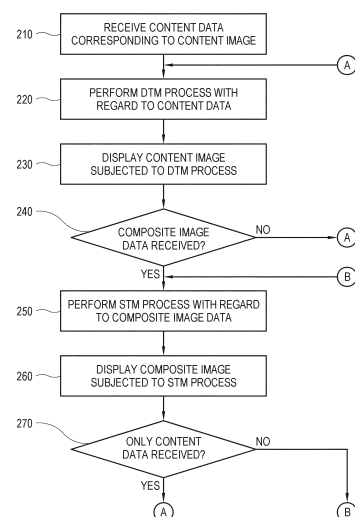 210
RECEIVE CONTENT DATA
CORRESPONDING TO CONTENT IMAGE
A
220
PERFORM DTM PROCESS WITH
REGARD TO CONTENT DATA
230
DISPLAY CONTENT IMAGE
SUBJECTED TO DTM PROCESS
240
COMPOSITE IMAGE
DATA RECEIVED?
NO
A
YES
B
250
PERFORM STM PROCESS WITH REGARD
TO COMPOSITE IMAGE DATA
260
DISPLAY COMPOSITE IMAGE
SUBJECTED TO STM PROCESS
270
ONLY CONTENT
DATA RECEIVED?
NO
YES
A
B